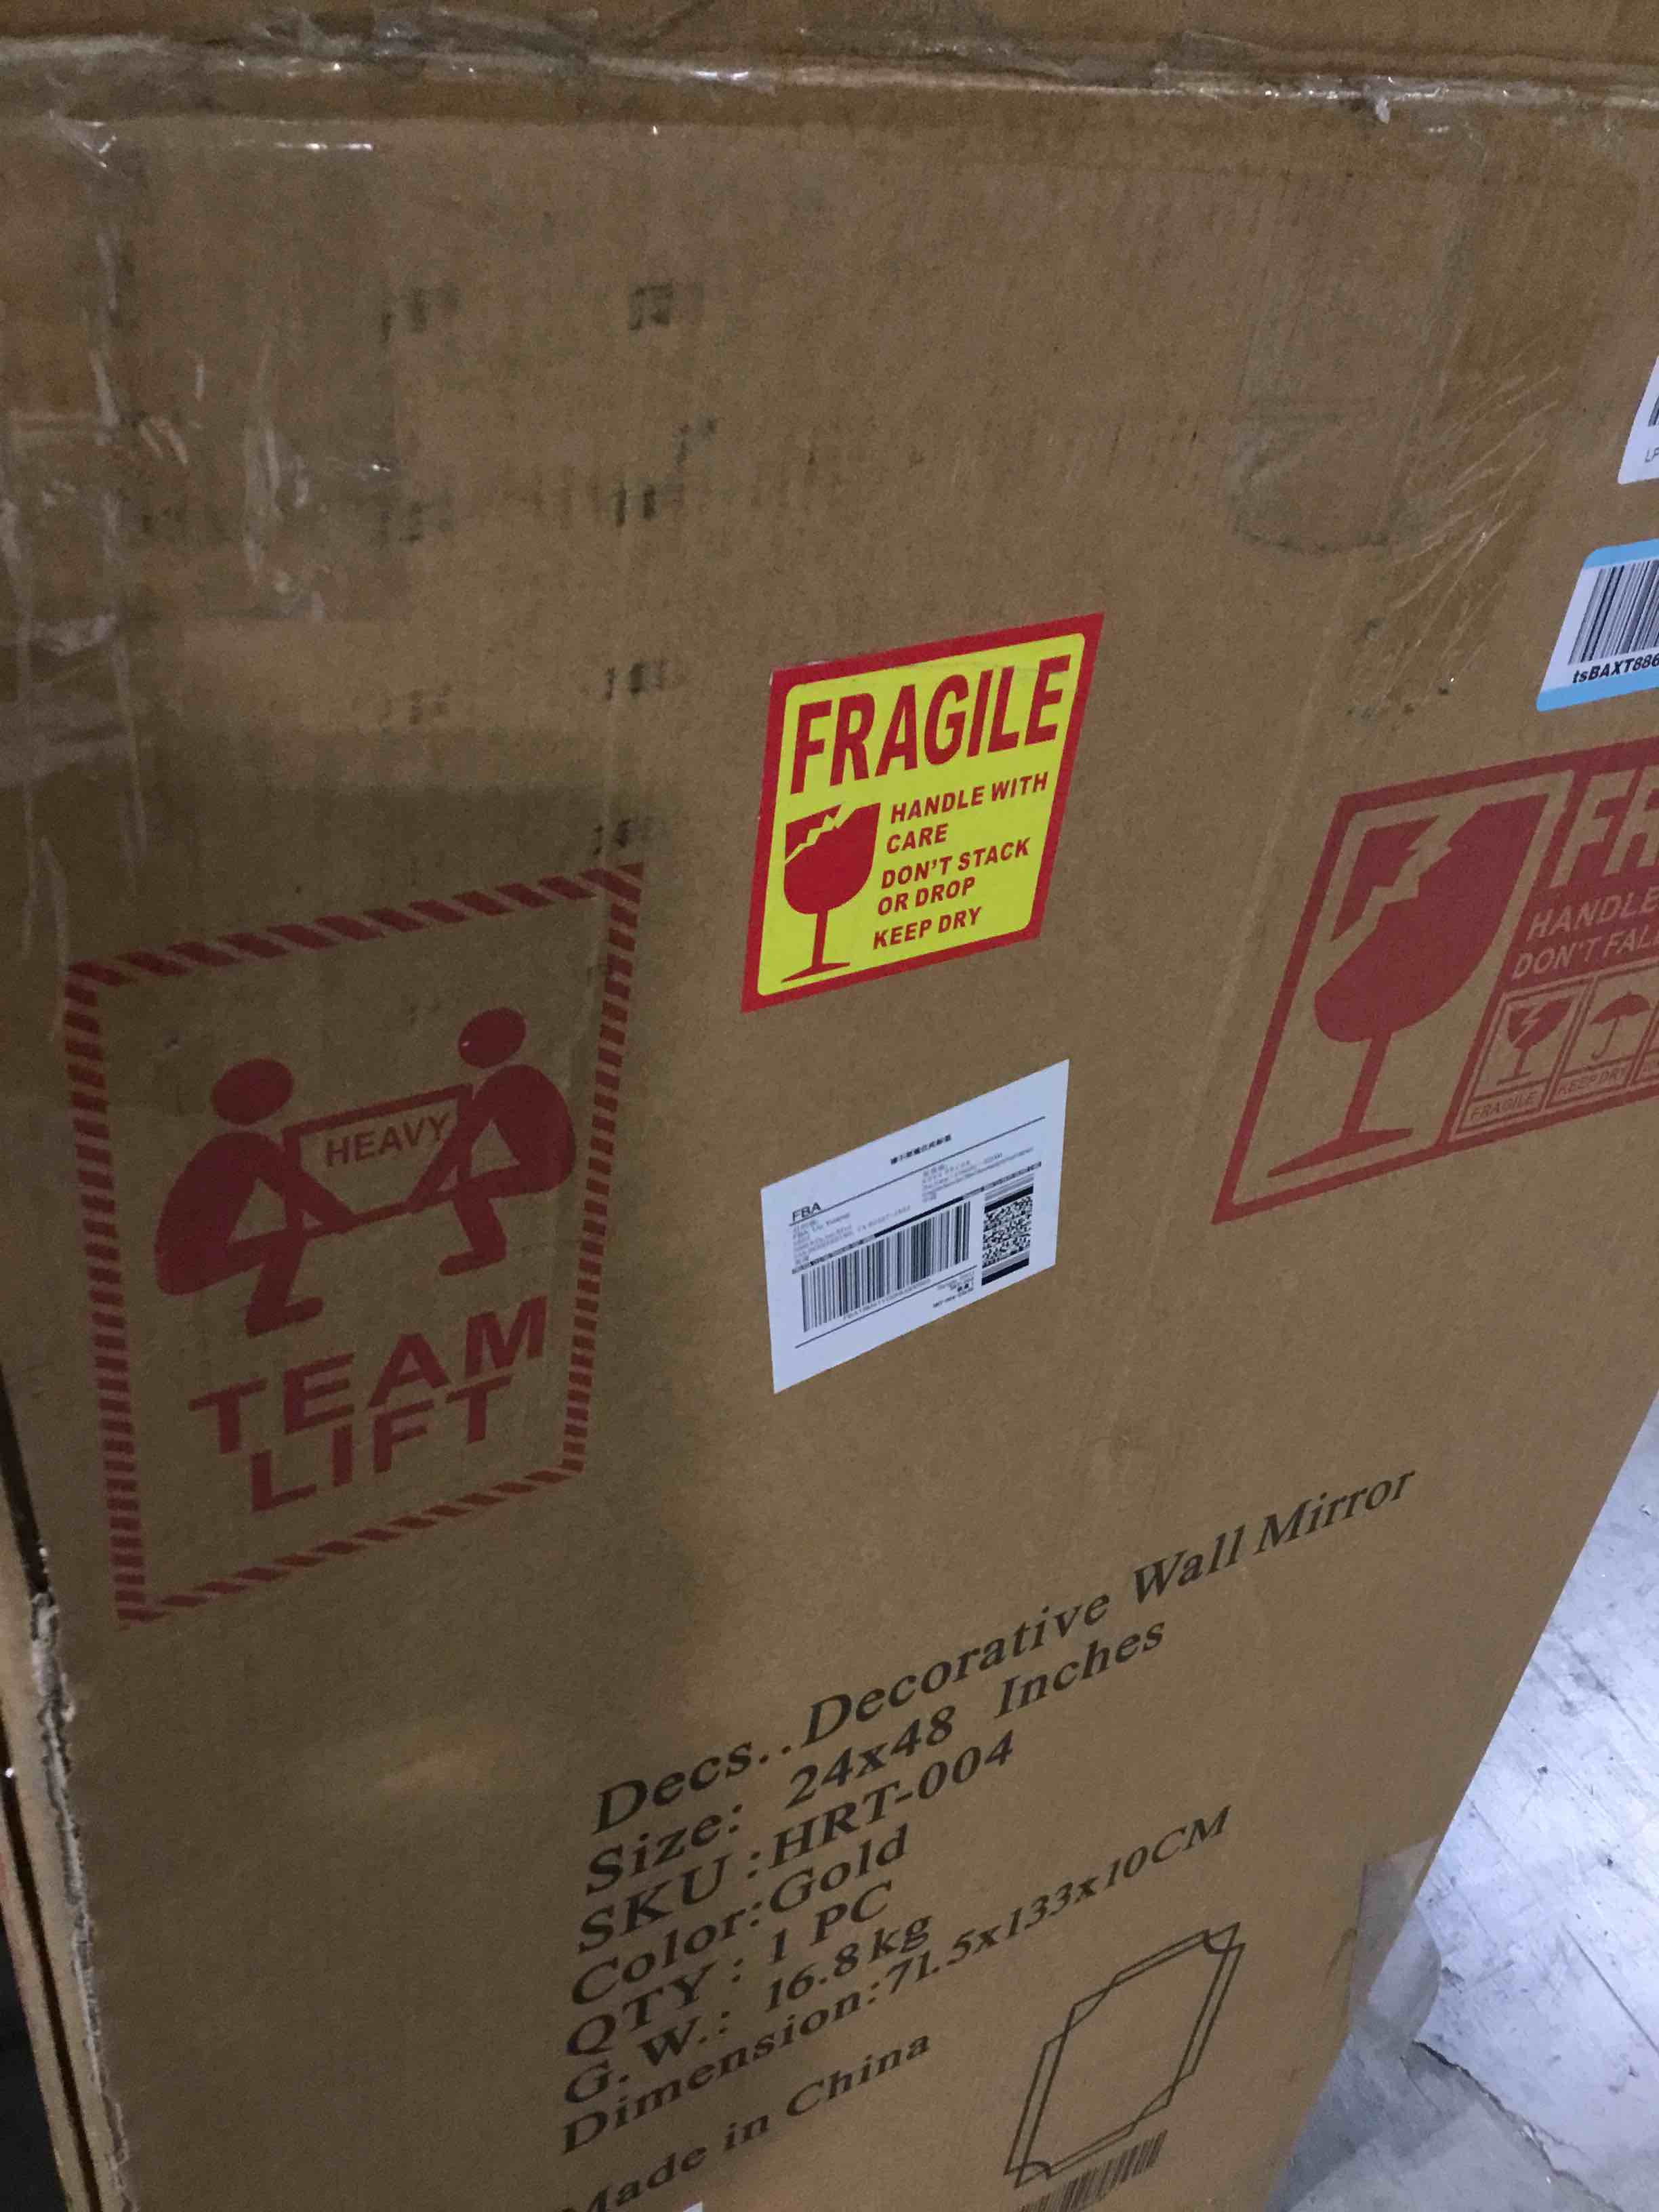 FRAGILE
HANDLE WITH
CARE
DON'T STACK
OR DROP
KEEP DRY
tsBAXT886
HANDLE
FRAGILE
KEEP DRY
HEAVY
TEAM
LIFT
FBA
Decs..Decorative Wall Mirror
Size: 24x48 Inches
SKU:HRT-004
Color:Gold
QTY: 1 PC
G. W.: 16.8kg
Dimension:71.5x133x10CM
Made in China